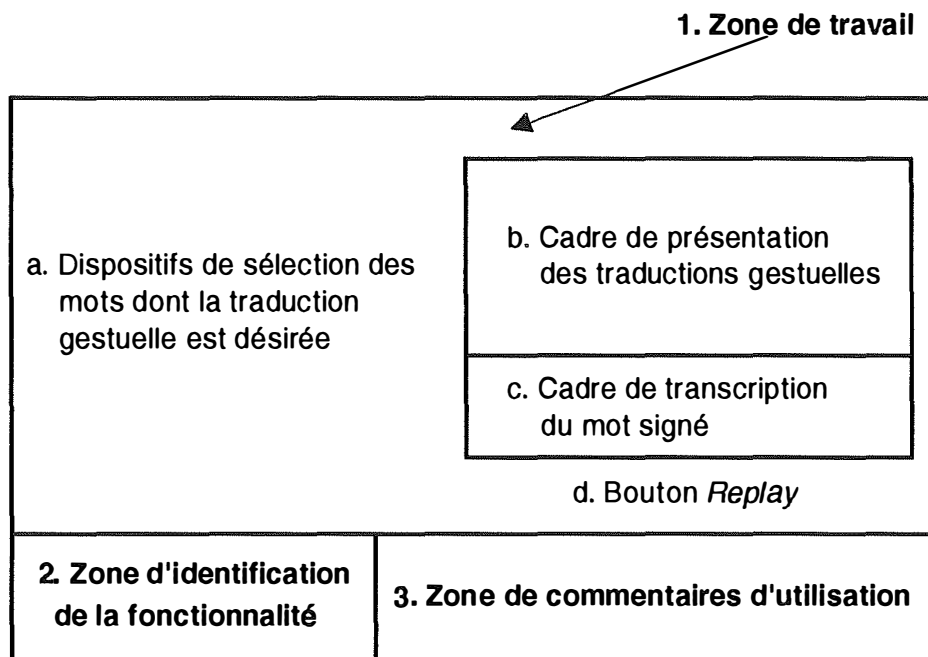 1. Zone de travail
a. Dispositifs de sélection des
mots dont la traduction
gestuelle est désirée
b. Cadre de présentation
des traductions gestuelles
c. Cadre de transcription
du mot signé
d. Bouton Replay
2. Zone d'identification
de la fonctionnalité
3. Zone de commentaires d'utilisation